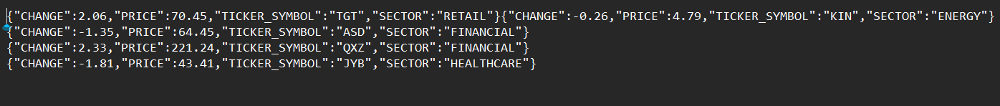 {"CHANGE":2.06,"PRICE":70.45,"TICKER_SYMBOL":"TGT","SECTOR":"RETAIL"}{"CHANGE":-0.26,"PRICE":4.79,"TICKER_SYMBOL":"KIN","SECTOR":"ENERGY"}
{"CHANGE":-1.35,"PRICE":64.45,"TICKER_SYMBOL":"ASD","SECTOR":"FINANCIAL"}
{"CHANGE":2.33,"PRICE":221.24,"TICKER_SYMBOL":"QXZ","SECTOR":"FINANCIAL"}
{"CHANGE":-1.81,"PRICE":43.41,"TICKER_SYMBOL":"JYB","SECTOR":"HEALTHCARE"}